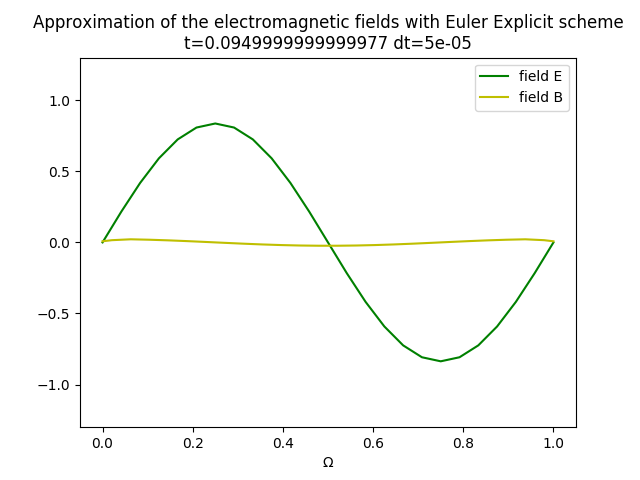 Approximation of the electromagnetic fields with Euler Explicit scheme
t=0.0949999999999977 dt=5e-05
field E
field B
1.0
0.5
0.0
−0.5
−1.0
0.0 0.2 0.4 0.6 0.8 1.0
Ω